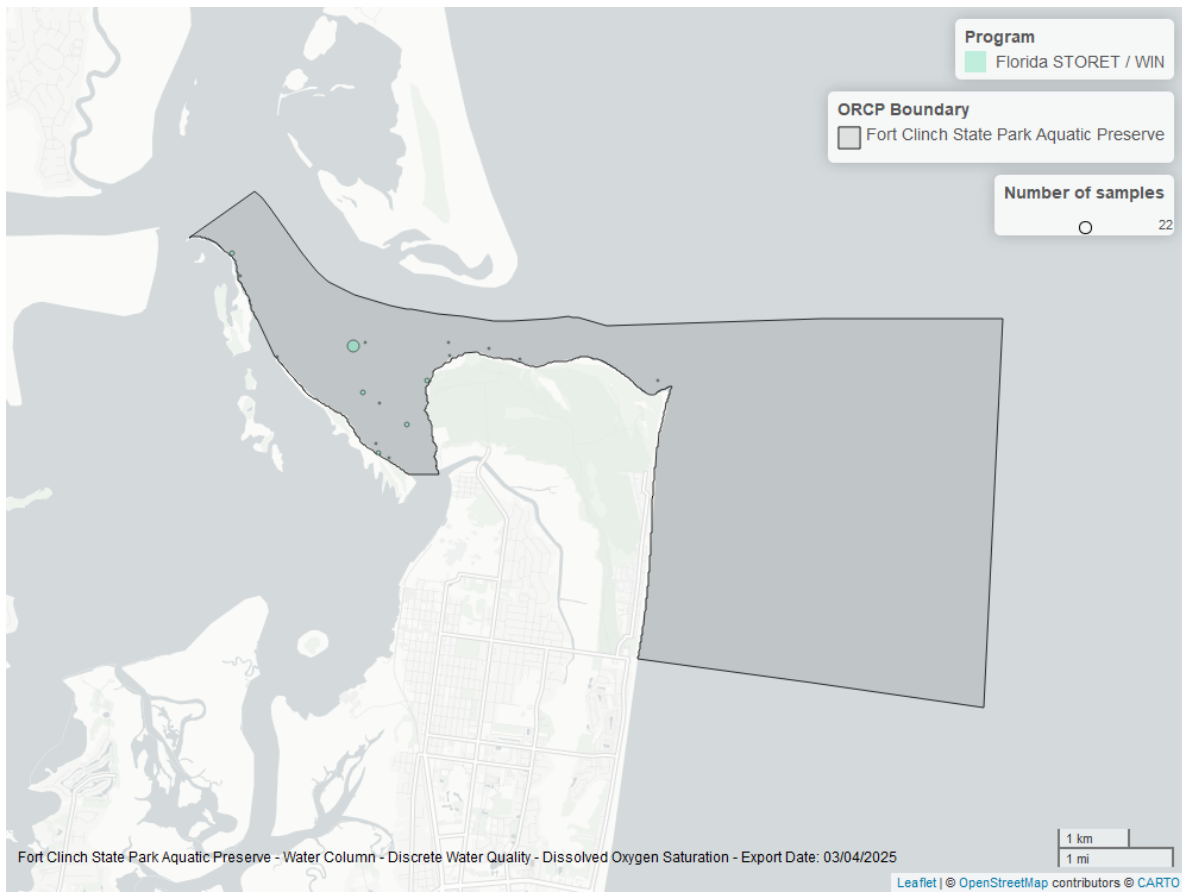 Program
Florida STORET / WIN
ORCP Boundary
Fort Clinch State Park Aquatic Preserve
Number of samples
22
1 km
1 mi
Fort Clinch State Park Aquatic Preserve - Water Column - Discrete Water Quality - Dissolved Oxygen Saturation - Export Date: 03/04/2025
Leaflet | © OpenStreetMap contributors © CARTO